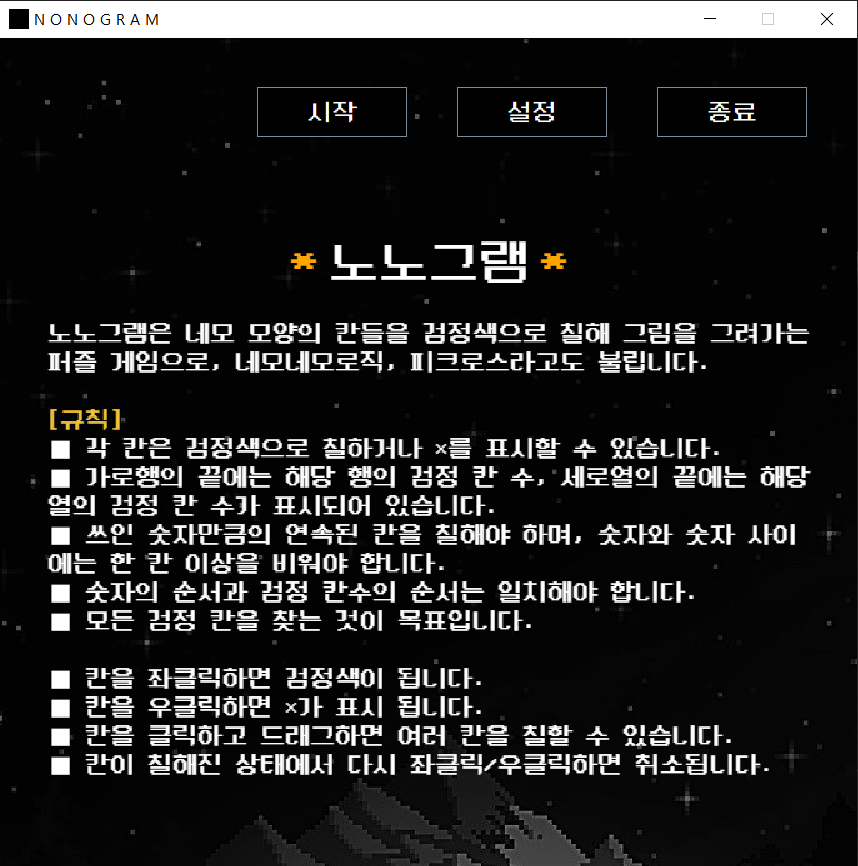 NONOGRAM
시작 설정 종료
* 노노그램 *
노노그램은 네모 모양의 칸들을 검정색으로 칠해 그림을 그려가는
퍼즐 게임으로, 네모네모로직, 피크로스라고도 불립니다.
[규칙]
■ 각 칸은 검정색으로 칠하거나 ×를 표시할 수 있습니다.
■ 가로행의 끝에는 해당 행의 검정 칸 수, 세로열의 끝에는 해당
열의 검정 칸 수가 표시되어 있습니다.
■ 쓰인 숫자만큼의 연속된 칸을 칠해야 하며, 숫자와 숫자 사이
에는 한 칸 이상을 비워야 합니다.
■ 숫자의 순서과 검정 칸수의 순서는 일치해야 합니다.
■ 모든 검정 칸을 찾는 것이 목표입니다.
■ 칸을 좌클릭하면 검정색이 됩니다.
■ 칸을 우클릭하면 ×가 표시 됩니다.
■ 칸을 글릭하고 드래그하면 여러 칸을 칠할 수 있습니다.
■ 칸이 칠해진 상태에서 다시 좌클릭/우클릭하면 취소됩니다.